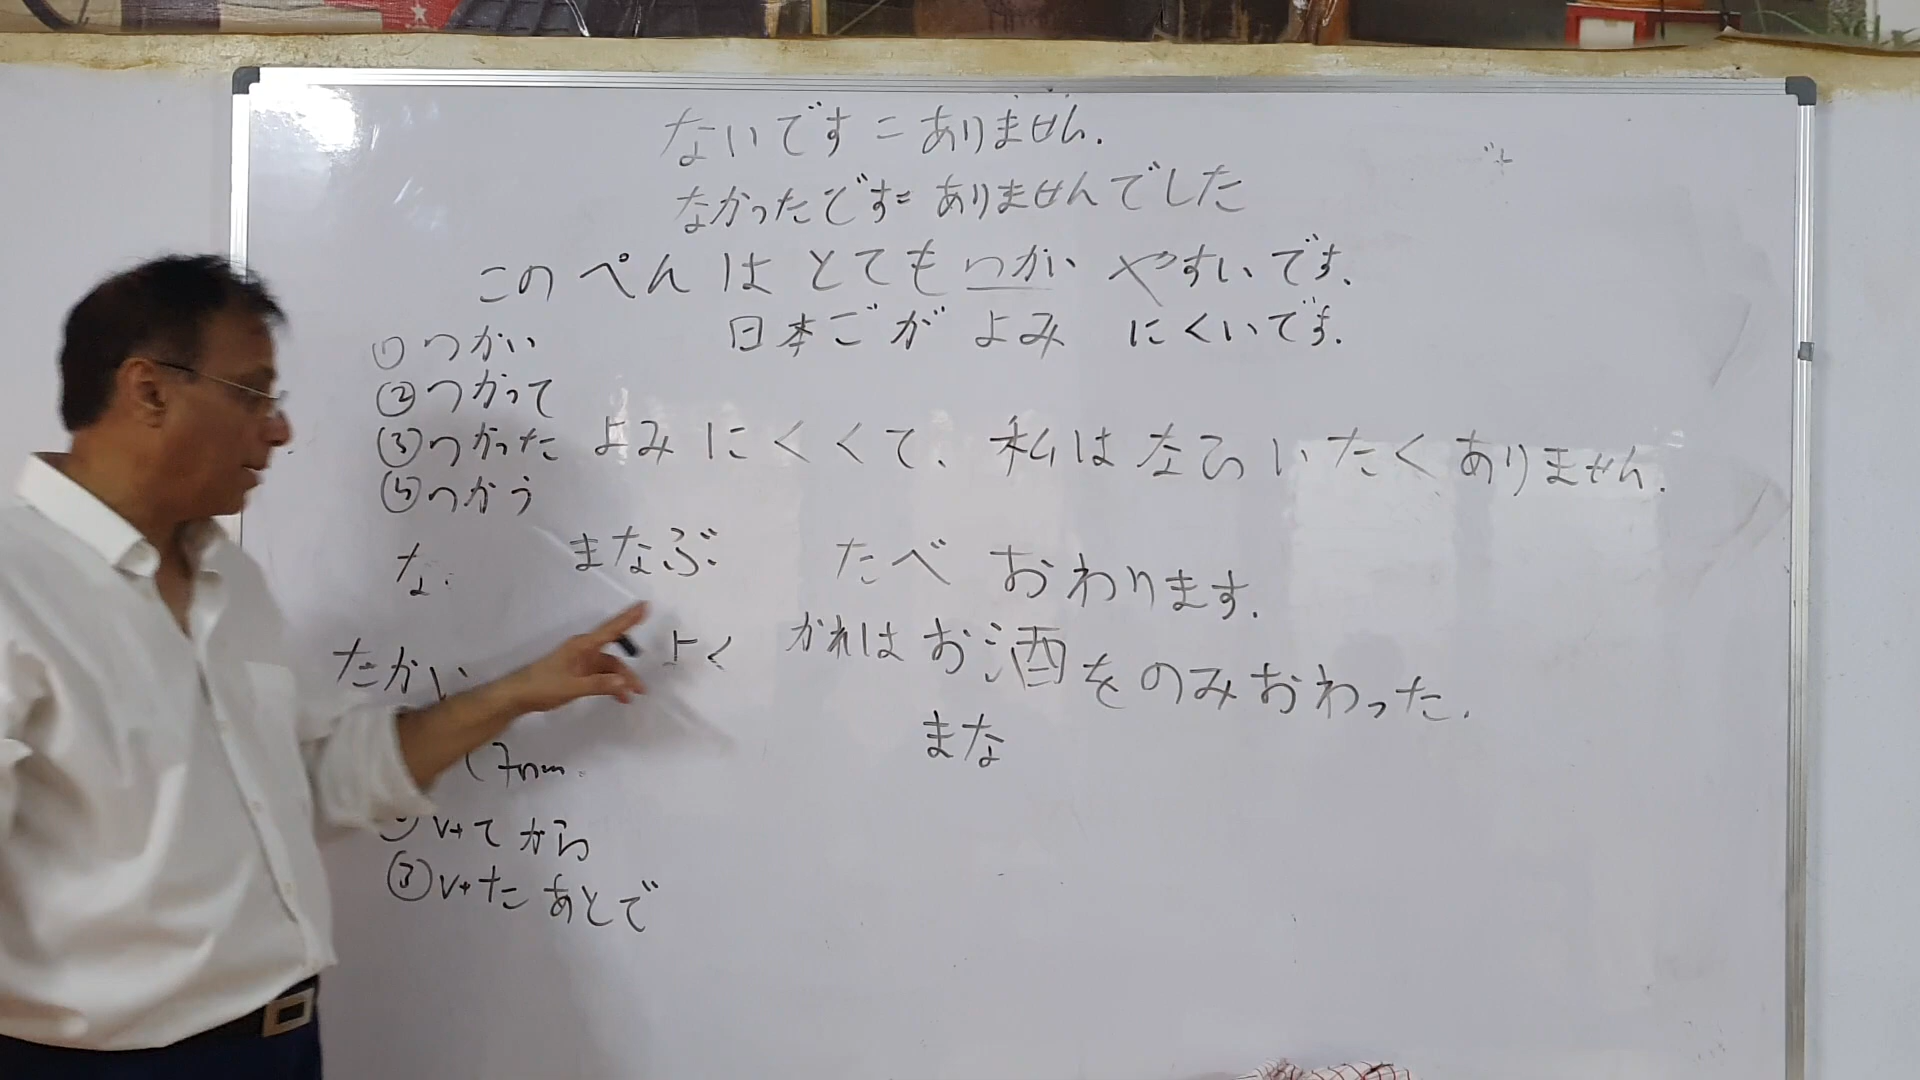 ないです = ありません.
なかったです = ありませんでした
このぺんはとてもつかいやすいです.
日本ごがよみにくいです.
① つかい
② つかって
③ つかった
⑤ つかう
よみにくくて. 私はならいたくありません.
な.
まなぶ
たべおわります.
たかい
よく
かれはお酒をのみおわった.
まな
V+てから
③ V+たあとで